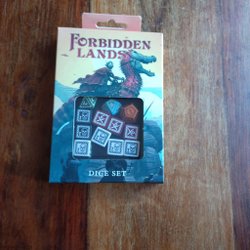 FORBIDDEN
LANDS
DICE SET